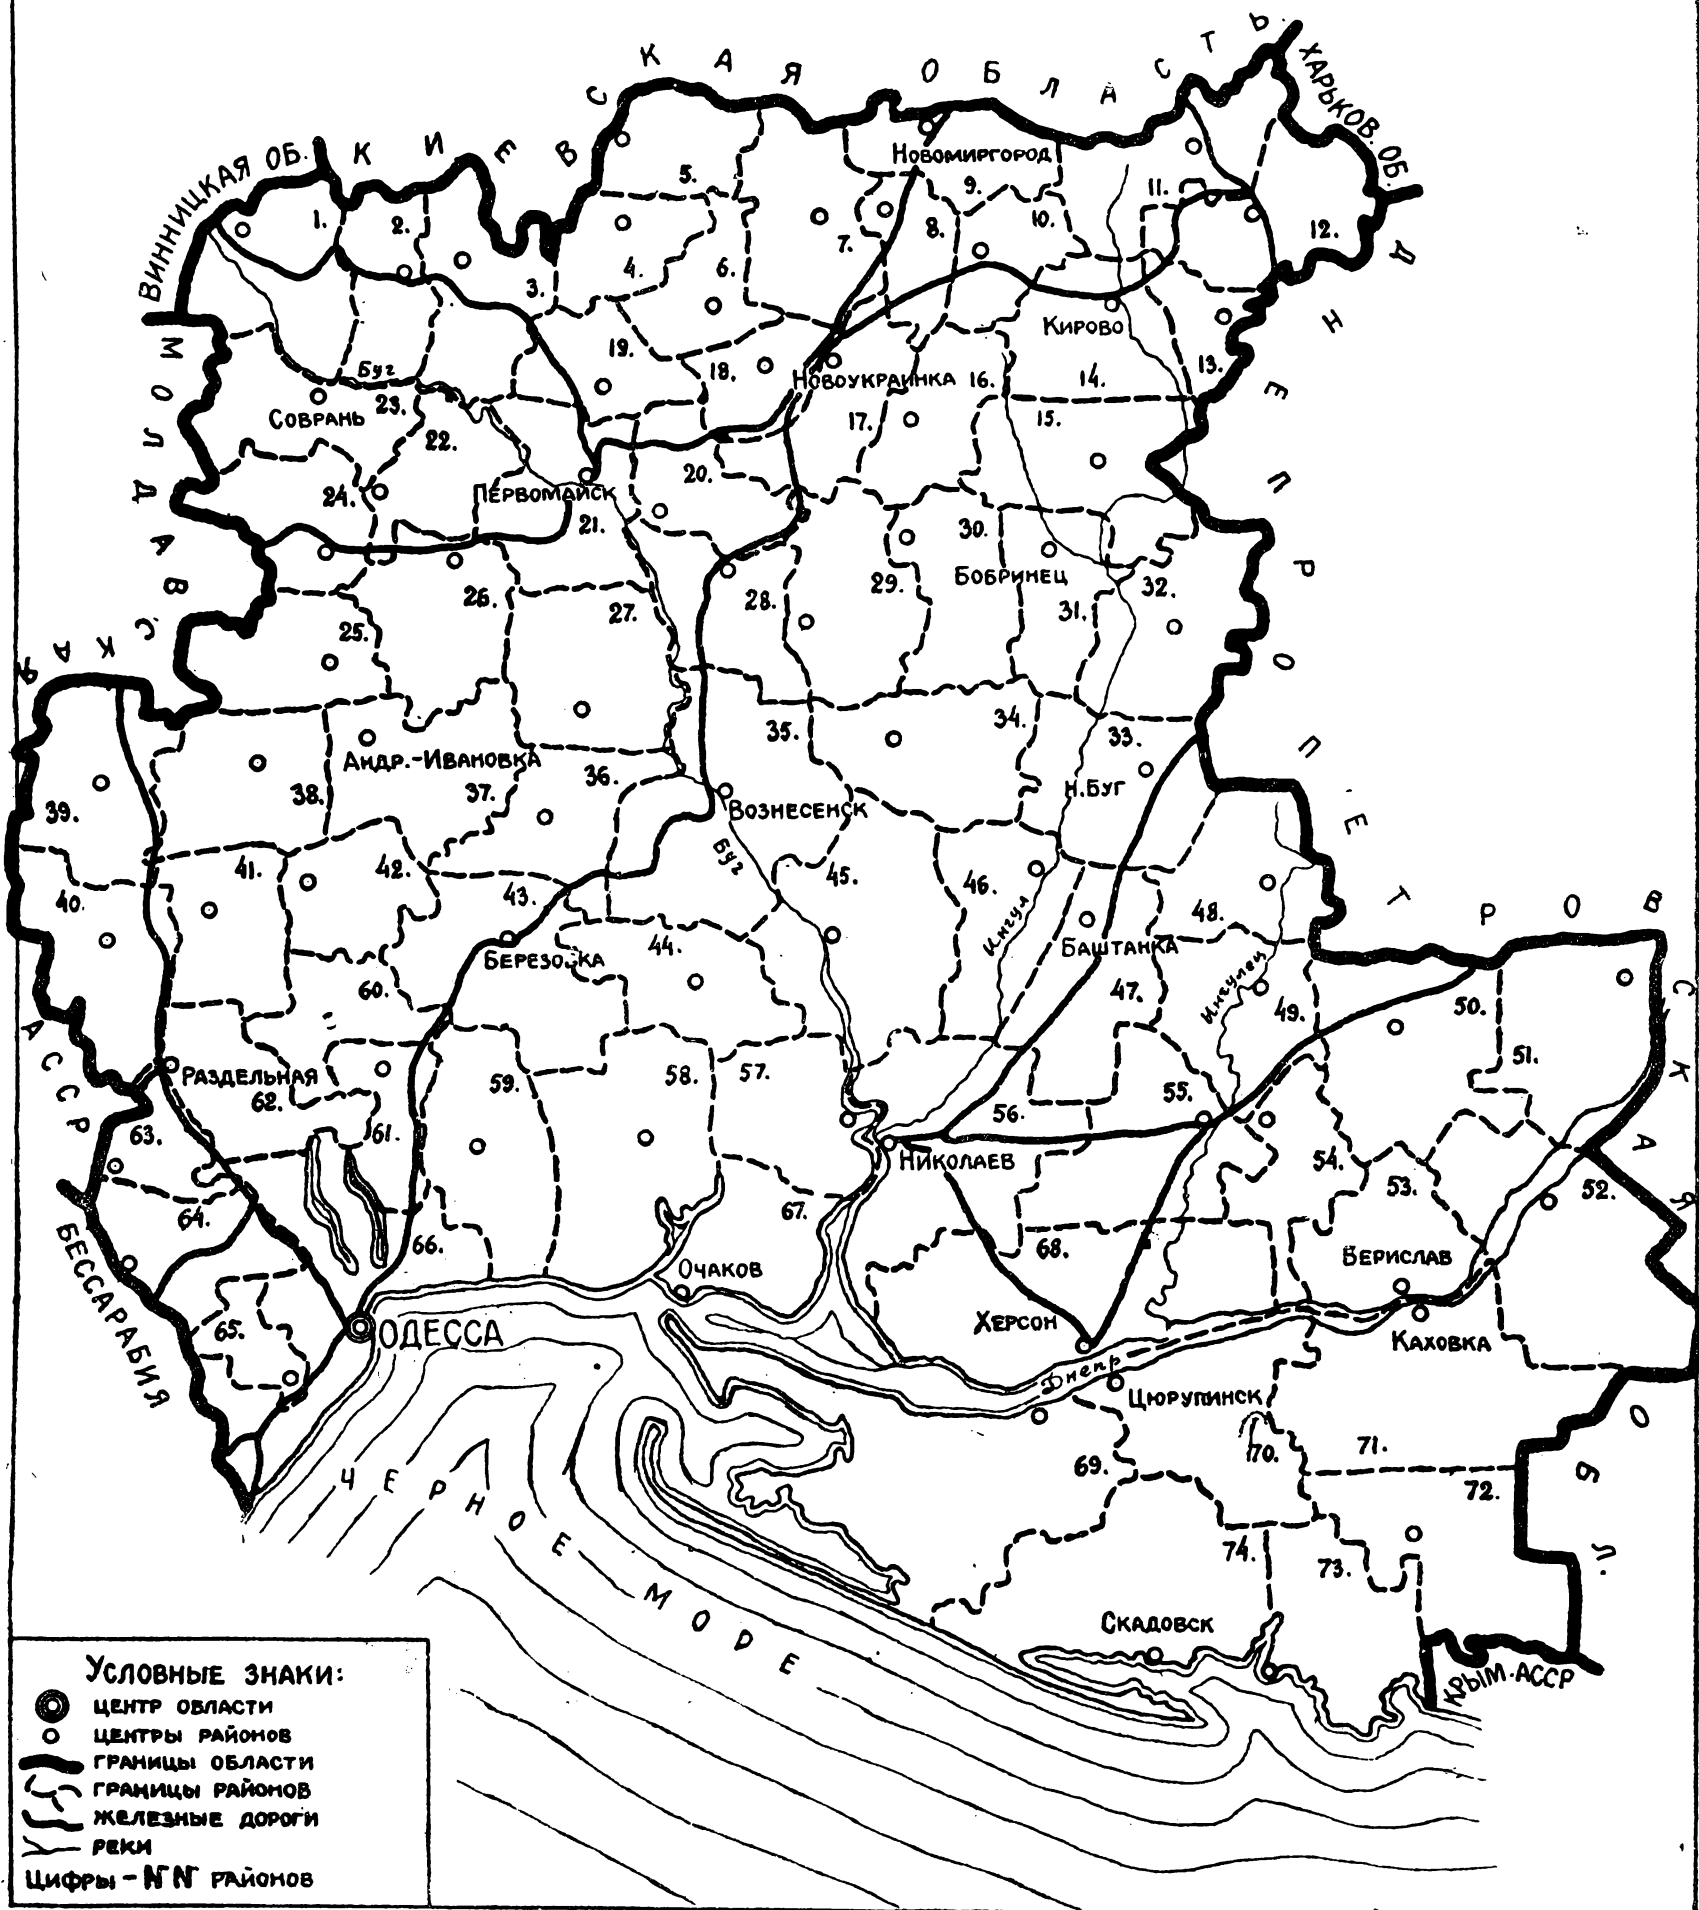 КИЕВСКАЯ ОБЛАСТЬ.
ХАРЬКОВ. ОБ.
ВИННИЦКАЯ ОБ.
НОВОМИРГОРОД
5.
9.
11.
1.
2.
10.
8.
12.
7.
4.
6.
3.
КИРОВО
19.
18.
13.
БУГ
НОВОУКРАИНКА
16.
14.
СОВРАНЬ
23.
17.
15.
22.
20.
24.
ПЕРВОМАЙСК
21.
30.
БОБРИНЕЦ
29.
32.
26.
27.
28.
31.
25.
МОЛДАВСКАЯ
АССР
ДНЕПРОПЕТРОВСКАЯ ОБЛ.
35.
34.
33.
АНДР.-ИВАНОВКА
36.
38.
37.
Н.БУГ
39.
ВОЗНЕСЕНСК
БУГ
41.
42.
45.
46.
40.
43.
48.
Ингул
БАШТАНКА
44.
БЕРЕЗОВКА
Ингулец
60.
47.
49.
50.
51.
РАЗДЕЛЬНАЯ
62.
59.
58.
57.
55.
56.
63.
61.
НИКОЛАЕВ
54.
53.
52.
64.
67.
66.
68.
БЕССАРАБИЯ
ОЧАКОВ
БЕРИСЛАВ
65.
ОДЕССА
ХЕРСОН
КАХОВКА
Днепр
ЦЮРУПИНСК
69.
70.
71.
72.
ЧЕРНОЕ МОРЕ
74.
73.
СКАДОВСК
КРЫМ.АССР
УСЛОВНЫЕ ЗНАКИ:
ЦЕНТР ОБЛАСТИ
ЦЕНТРЫ РАЙОНОВ
ГРАНИЦЫ ОБЛАСТИ
ГРАНИЦЫ РАЙОНОВ
ЖЕЛЕЗНЫЕ ДОРОГИ
РЕКИ
ЦИФРЫ - NN РАЙОНОВ